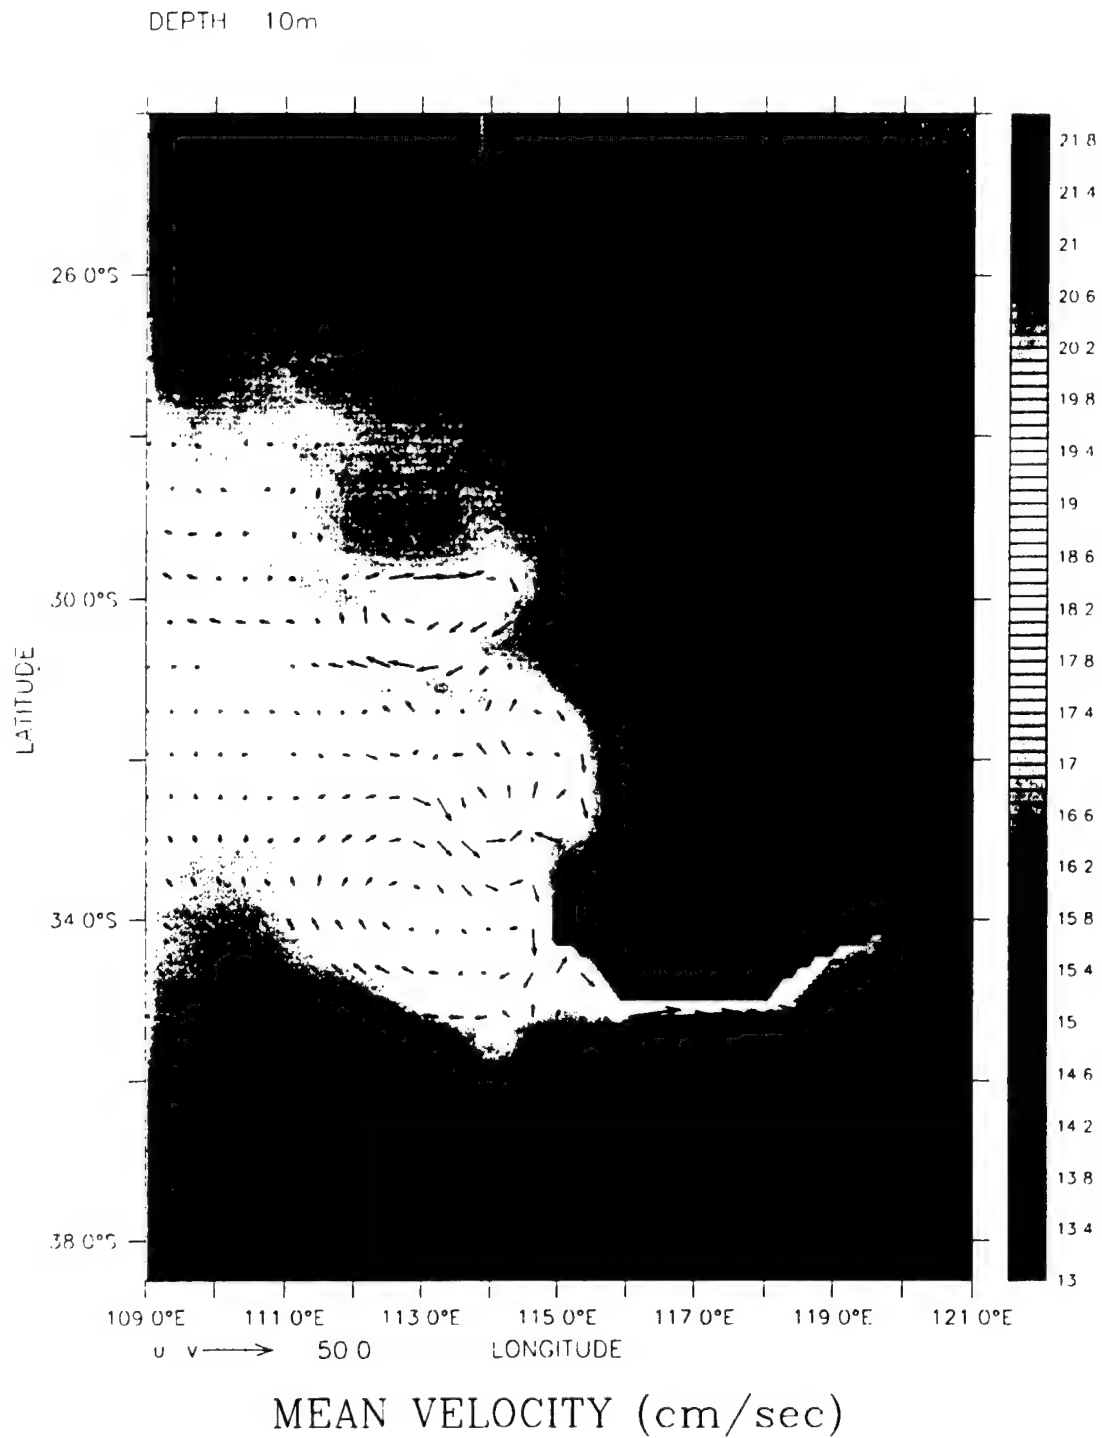 DEPTH 10m
21 8
21 4
21
26 0°S
20 6
20 2
19 8
19 4
19
18 6
30 0°S
18 2
LATITUDE
17 8
17 4
17
16 6
16 2
34 0°S
15 8
15 4
15
14 6
14 2
13 8
38 0°S
13 4
13
109 0°E 111 0°E 113 0°E 115 0°E 117 0°E 119 0°E 121 0°E
u v 50 0 LONGITUDE
MEAN VELOCITY (cm/sec)